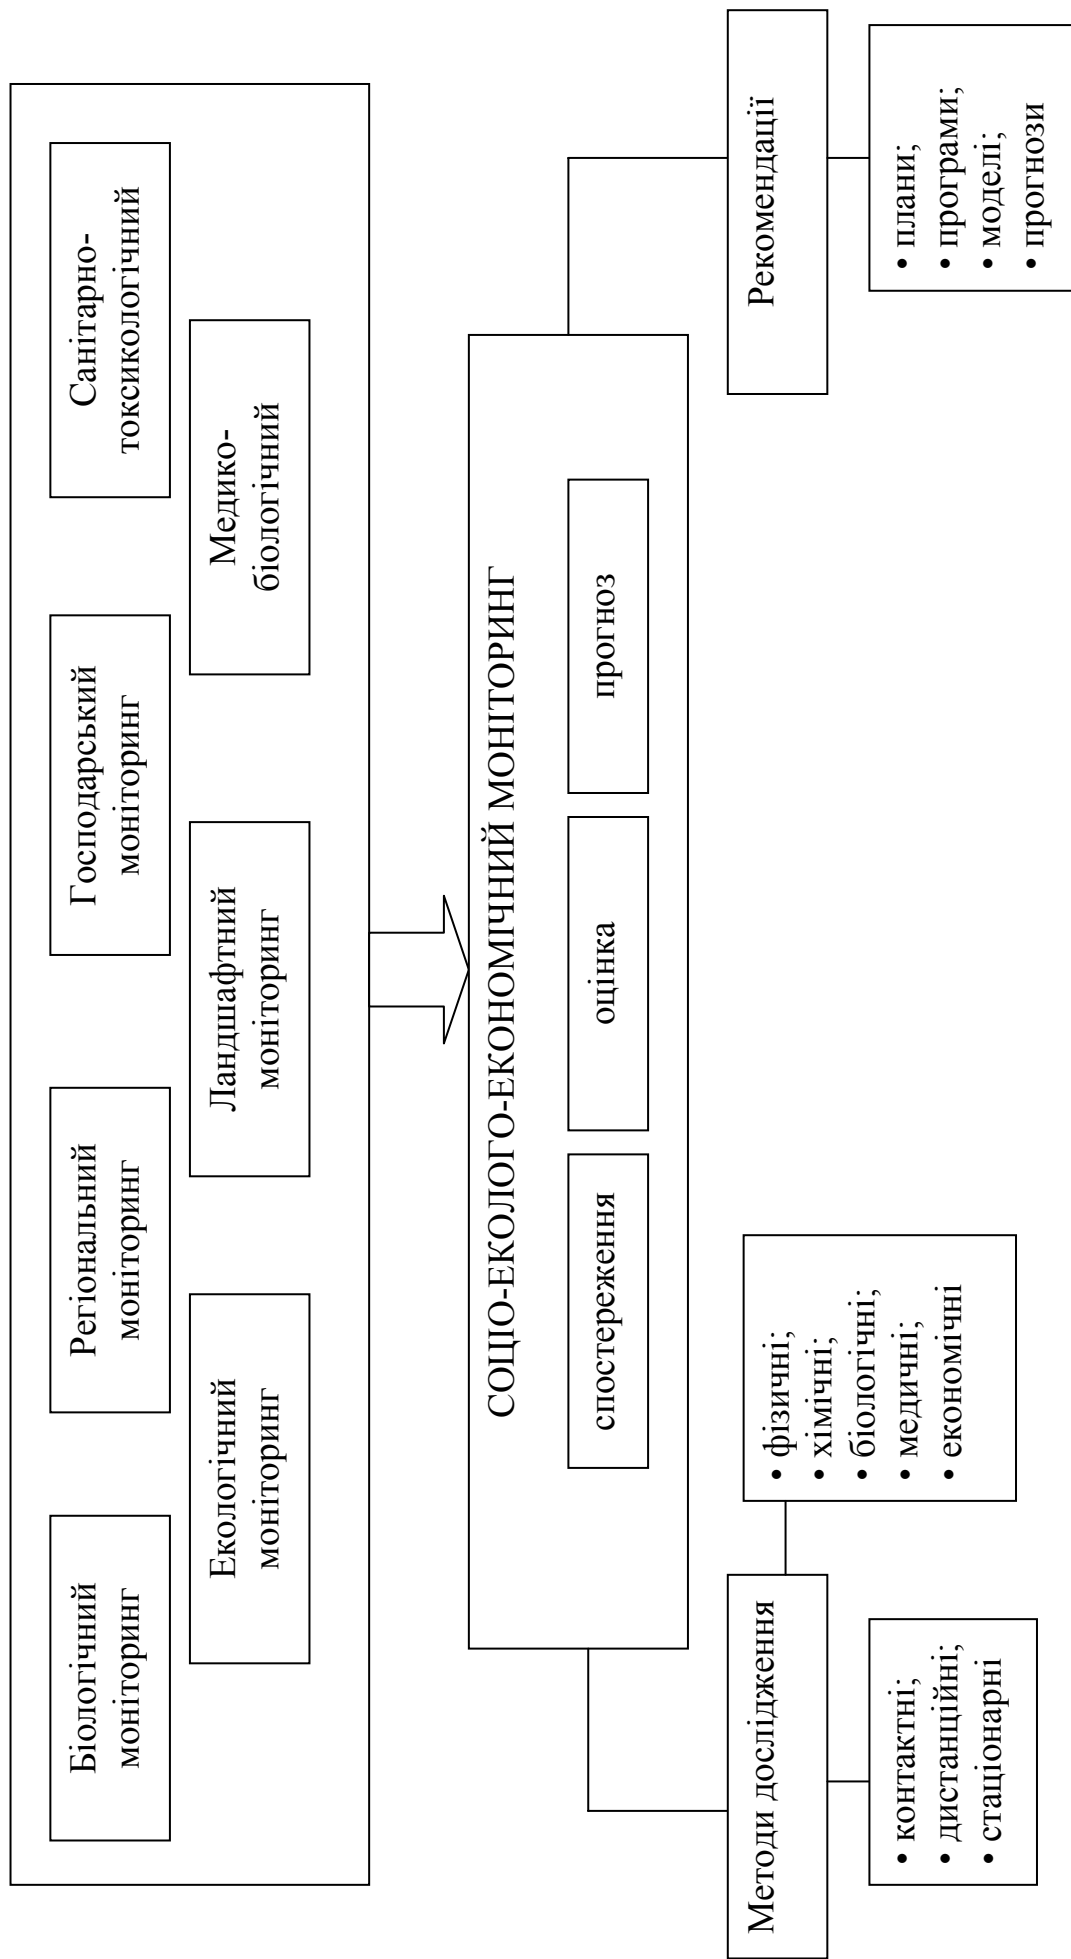 Біологічний
моніторинг
Регіональний
моніторинг
Господарський
моніторинг
Санітарно-
токсикологічний
Екологічний
моніторинг
Ландшафтний
моніторинг
Медико-
біологічний
СОЦІО-ЕКОЛОГО-ЕКОНОМІЧНИЙ МОНІТОРИНГ
спостереження
оцінка
прогноз
Методи дослідження
• фізичні;
• хімічні;
• біологічні;
• медичні;
• економічні
• контактні;
• дистанційні;
• стаціонарні
Рекомендації
• плани;
• програми;
• моделі;
• прогнози